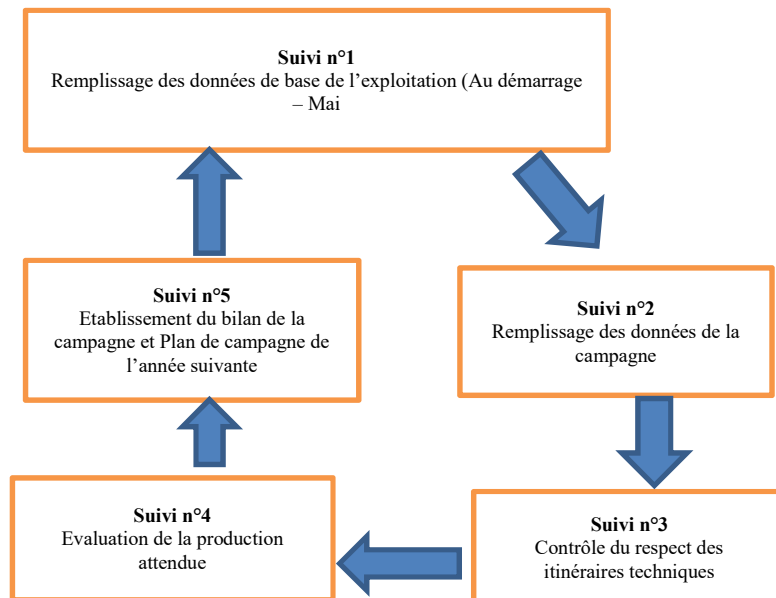 Suivi n°1
Remplissage des données de base de l’exploitation (Au démarrage
– Mai
Suivi n°2
Remplissage des données de la
campagne
Suivi n°3
Contrôle du respect des
itinéraires techniques
Suivi n°4
Evaluation de la production
attendue
Suivi n°5
Etablissement du bilan de la
campagne et Plan de campagne de
l’année suivante